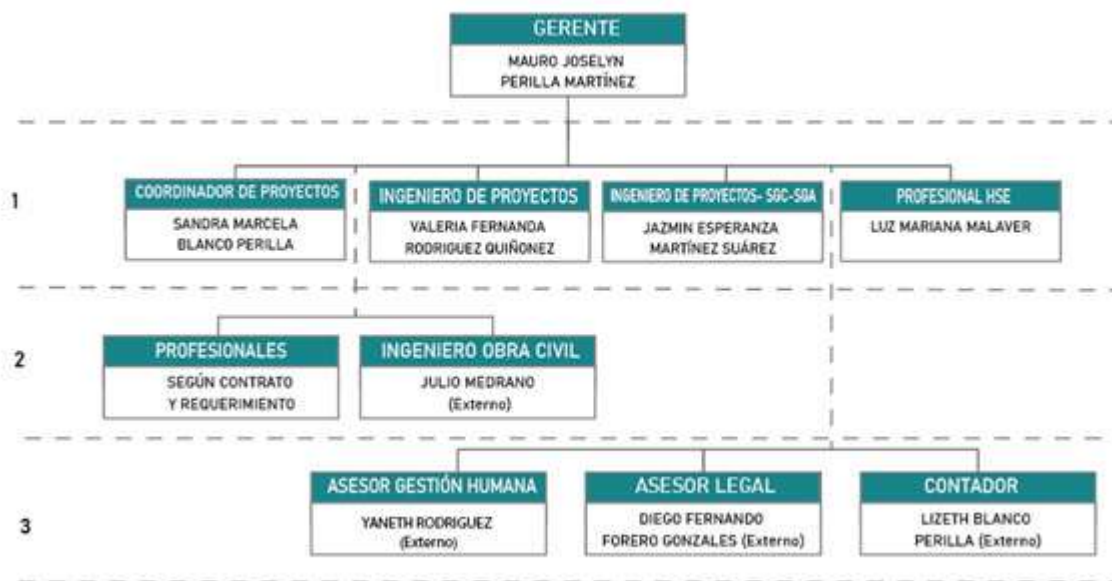 GERENTE
MAURO JOSELYN
PERILLA MARTÍNEZ
1
COORDINADOR DE PROYECTOS
SANDRA MARCELA
BLANCO PERILLA
INGENIERO DE PROYECTOS
VALERIA FERNANDA
RODRIGUEZ QUIÑONEZ
INGENIERO DE PROYECTOS- SGC-SGA
JAZMIN ESPERANZA
MARTÍNEZ SUÁREZ
PROFESIONAL HSE
LUZ MARIANA MALAVER
2
PROFESIONALES
SEGÚN CONTRATO
Y REQUERIMIENTO
INGENIERO OBRA CIVIL
JULIO MEDRANO
(Externo)
3
ASESOR GESTIÓN HUMANA
YANETH RODRIGUEZ
(Externo)
ASESOR LEGAL
DIEGO FERNANDO
FORERO GONZALES (Externo)
CONTADOR
LIZETH BLANCO
PERILLA (Externo)